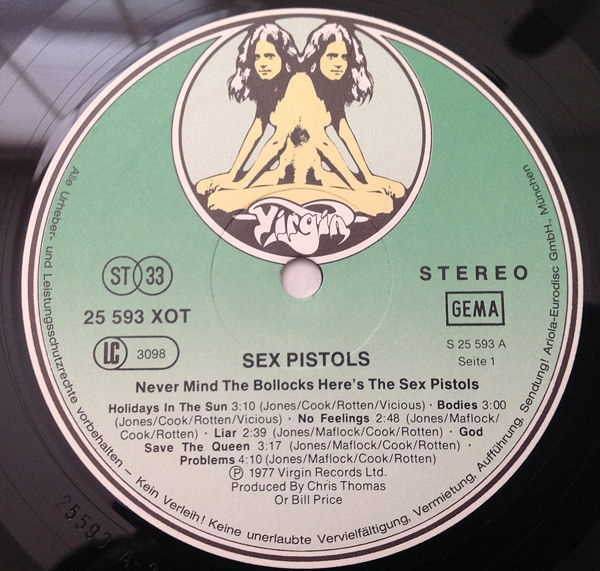 Virgin
ST 33
STEREO
25 593 XOT
GEMA
LC 3098
S 25 593 A
Seite 1
SEX PISTOLS
Never Mind The Bollocks Here's The Sex Pistols
Holidays In The Sun 3:10 (Jones/Cook/Rotten/Vicious) · Bodies 3:00
(Jones/Cook/Rotten/Vicious) · No Feelings 2:48 (Jones/Maflock/
Cook/Rotten) · Liar 2:39 (Jones/Maflock/Cook/Rotten) · God
Save The Queen 3:17 (Jones/Maflock/Cook/Rotten) ·
Problems 4:10 (Jones/Maflock/Cook/Rotten)
Ⓟ 1977 Virgin Records Ltd.
Produced By Chris Thomas
Or Bill Price
Alle Urheber- und Leistungsschutzrechte vorbehalten – Kein Verleih! Keine unerlaubte Vervielfältigung, Vermietung, Aufführung, Sendung! Ariola-Eurodisc GmbH., München
25593 A-